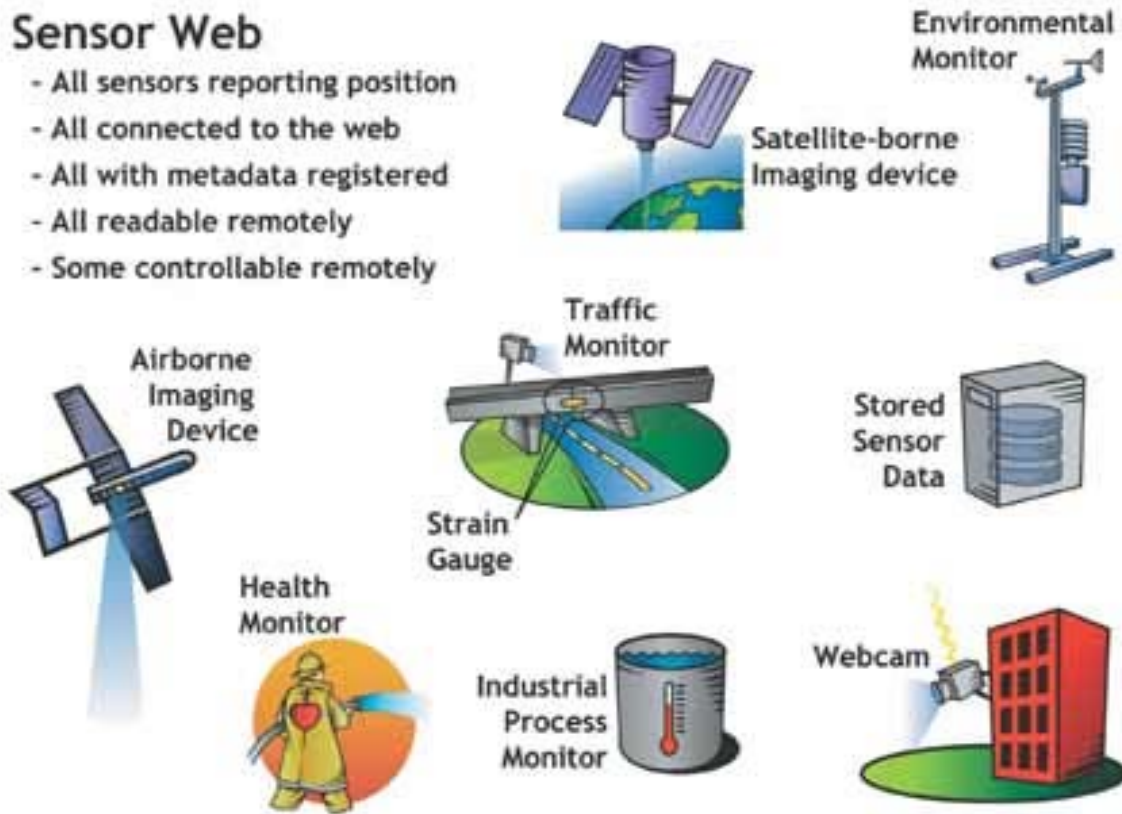 Sensor Web
- All sensors reporting position
- All connected to the web
- All with metadata registered
- All readable remotely
- Some controllable remotely
Satellite-borne
Imaging device
Environmental
Monitor
Airborne
Imaging
Device
Traffic
Monitor
Strain
Gauge
Stored
Sensor
Data
Health
Monitor
Industrial
Process
Monitor
Webcam